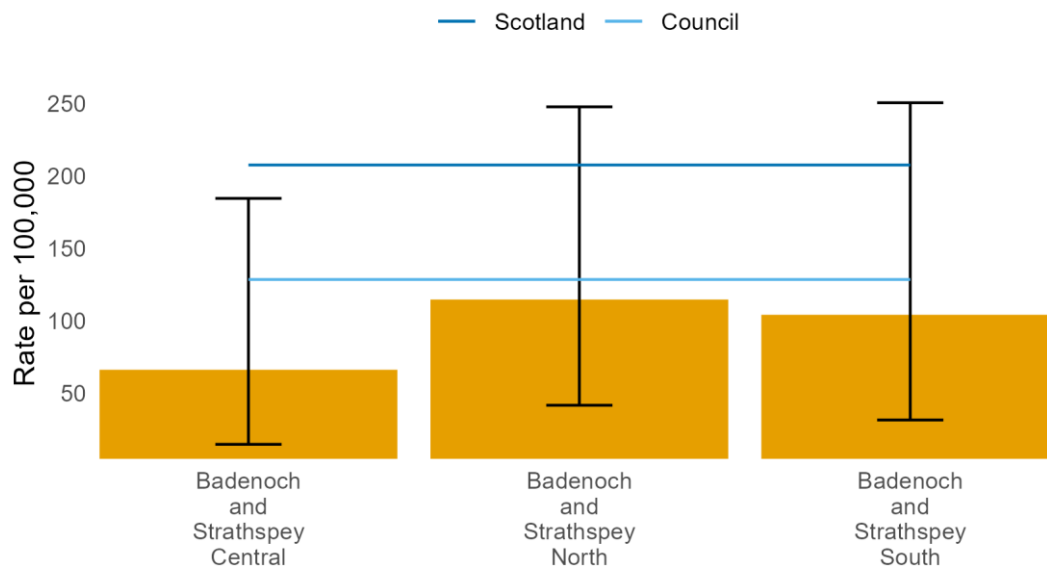 Scotland Council
Rate per 100,000
250
200
150
100
50
Badenoch
and
Strathspey
Central
Badenoch
and
Strathspey
North
Badenoch
and
Strathspey
South